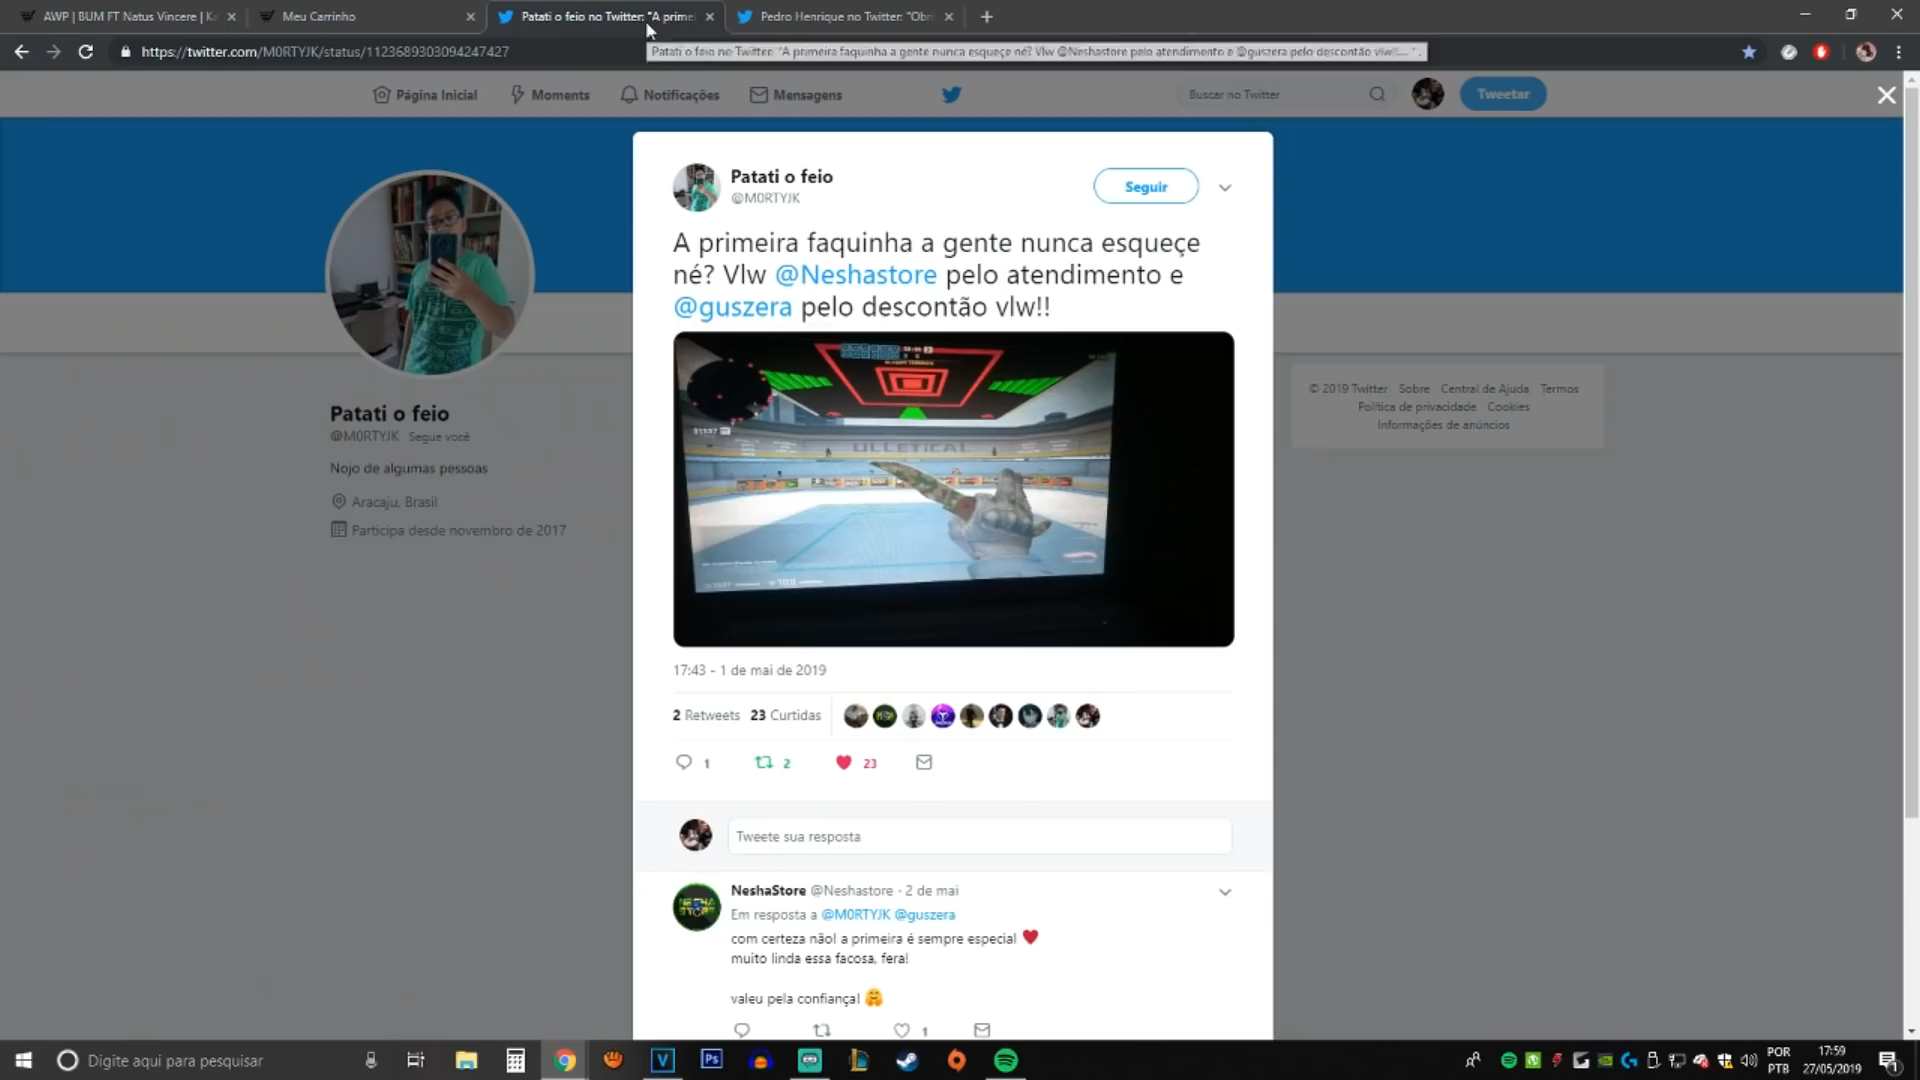 AWP | BUM FT Natus Vincere | Ka
Meu Carrinho
Patati o feio no Twitter: "A prime
Pedro Henrique no Twitter: "Obri
https://twitter.com/M0RTYJK/status/1123689303094247427
Patati o feio no Twitter: "A primeira faquinha a gente nunca esqueçe né? Vlw @Neshastore pelo atendimento e @guszera pelo descontão vlw!!…
Página Inicial
Moments
Notificações
Mensagens
Buscar no Twitter
Tweetar
Patati o feio
@M0RTYJK
Seguir
A primeira faquinha a gente nunca esqueçe
né? Vlw @Neshastore pelo atendimento e
@guszera pelo descontão vlw!!
ULLETICAL
17:43 - 1 de mai de 2019
2 Retweets 23 Curtidas
1
2
23
Tweete sua resposta
NeshaStore @Neshastore · 2 de mai
Em resposta a @M0RTYJK @guszera
com certeza não! a primeira é sempre especial
muito linda essa facosa, fera!
valeu pela confiança!
1
Patati o feio
@M0RTYJK Segue você
Nojo de algumas pessoas
Aracaju, Brasil
Participa desde novembro de 2017
© 2019 Twitter Sobre Central de Ajuda Termos
Política de privacidade Cookies
Informações de anúncios
Digite aqui para pesquisar
V
Ps
POR
PTB
17:59
27/05/2019
1